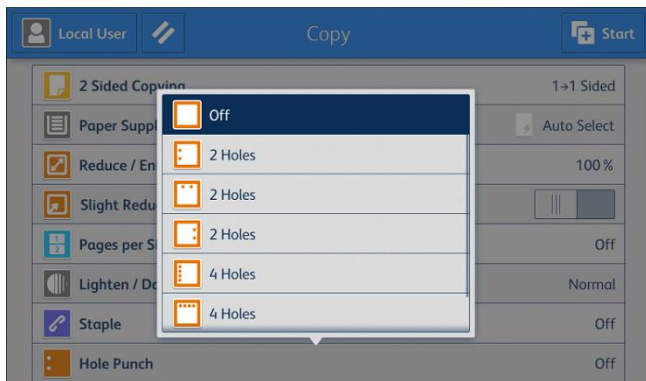 Local User
Copy
Start
2 Sided Copying
1→1 Sided
Off
Paper Suppl
Auto Select
2 Holes
Reduce / En
100 %
2 Holes
Slight Redu
2 Holes
Pages per Si
Off
4 Holes
Lighten / Da
Normal
4 Holes
Staple
Off
Hole Punch
Off